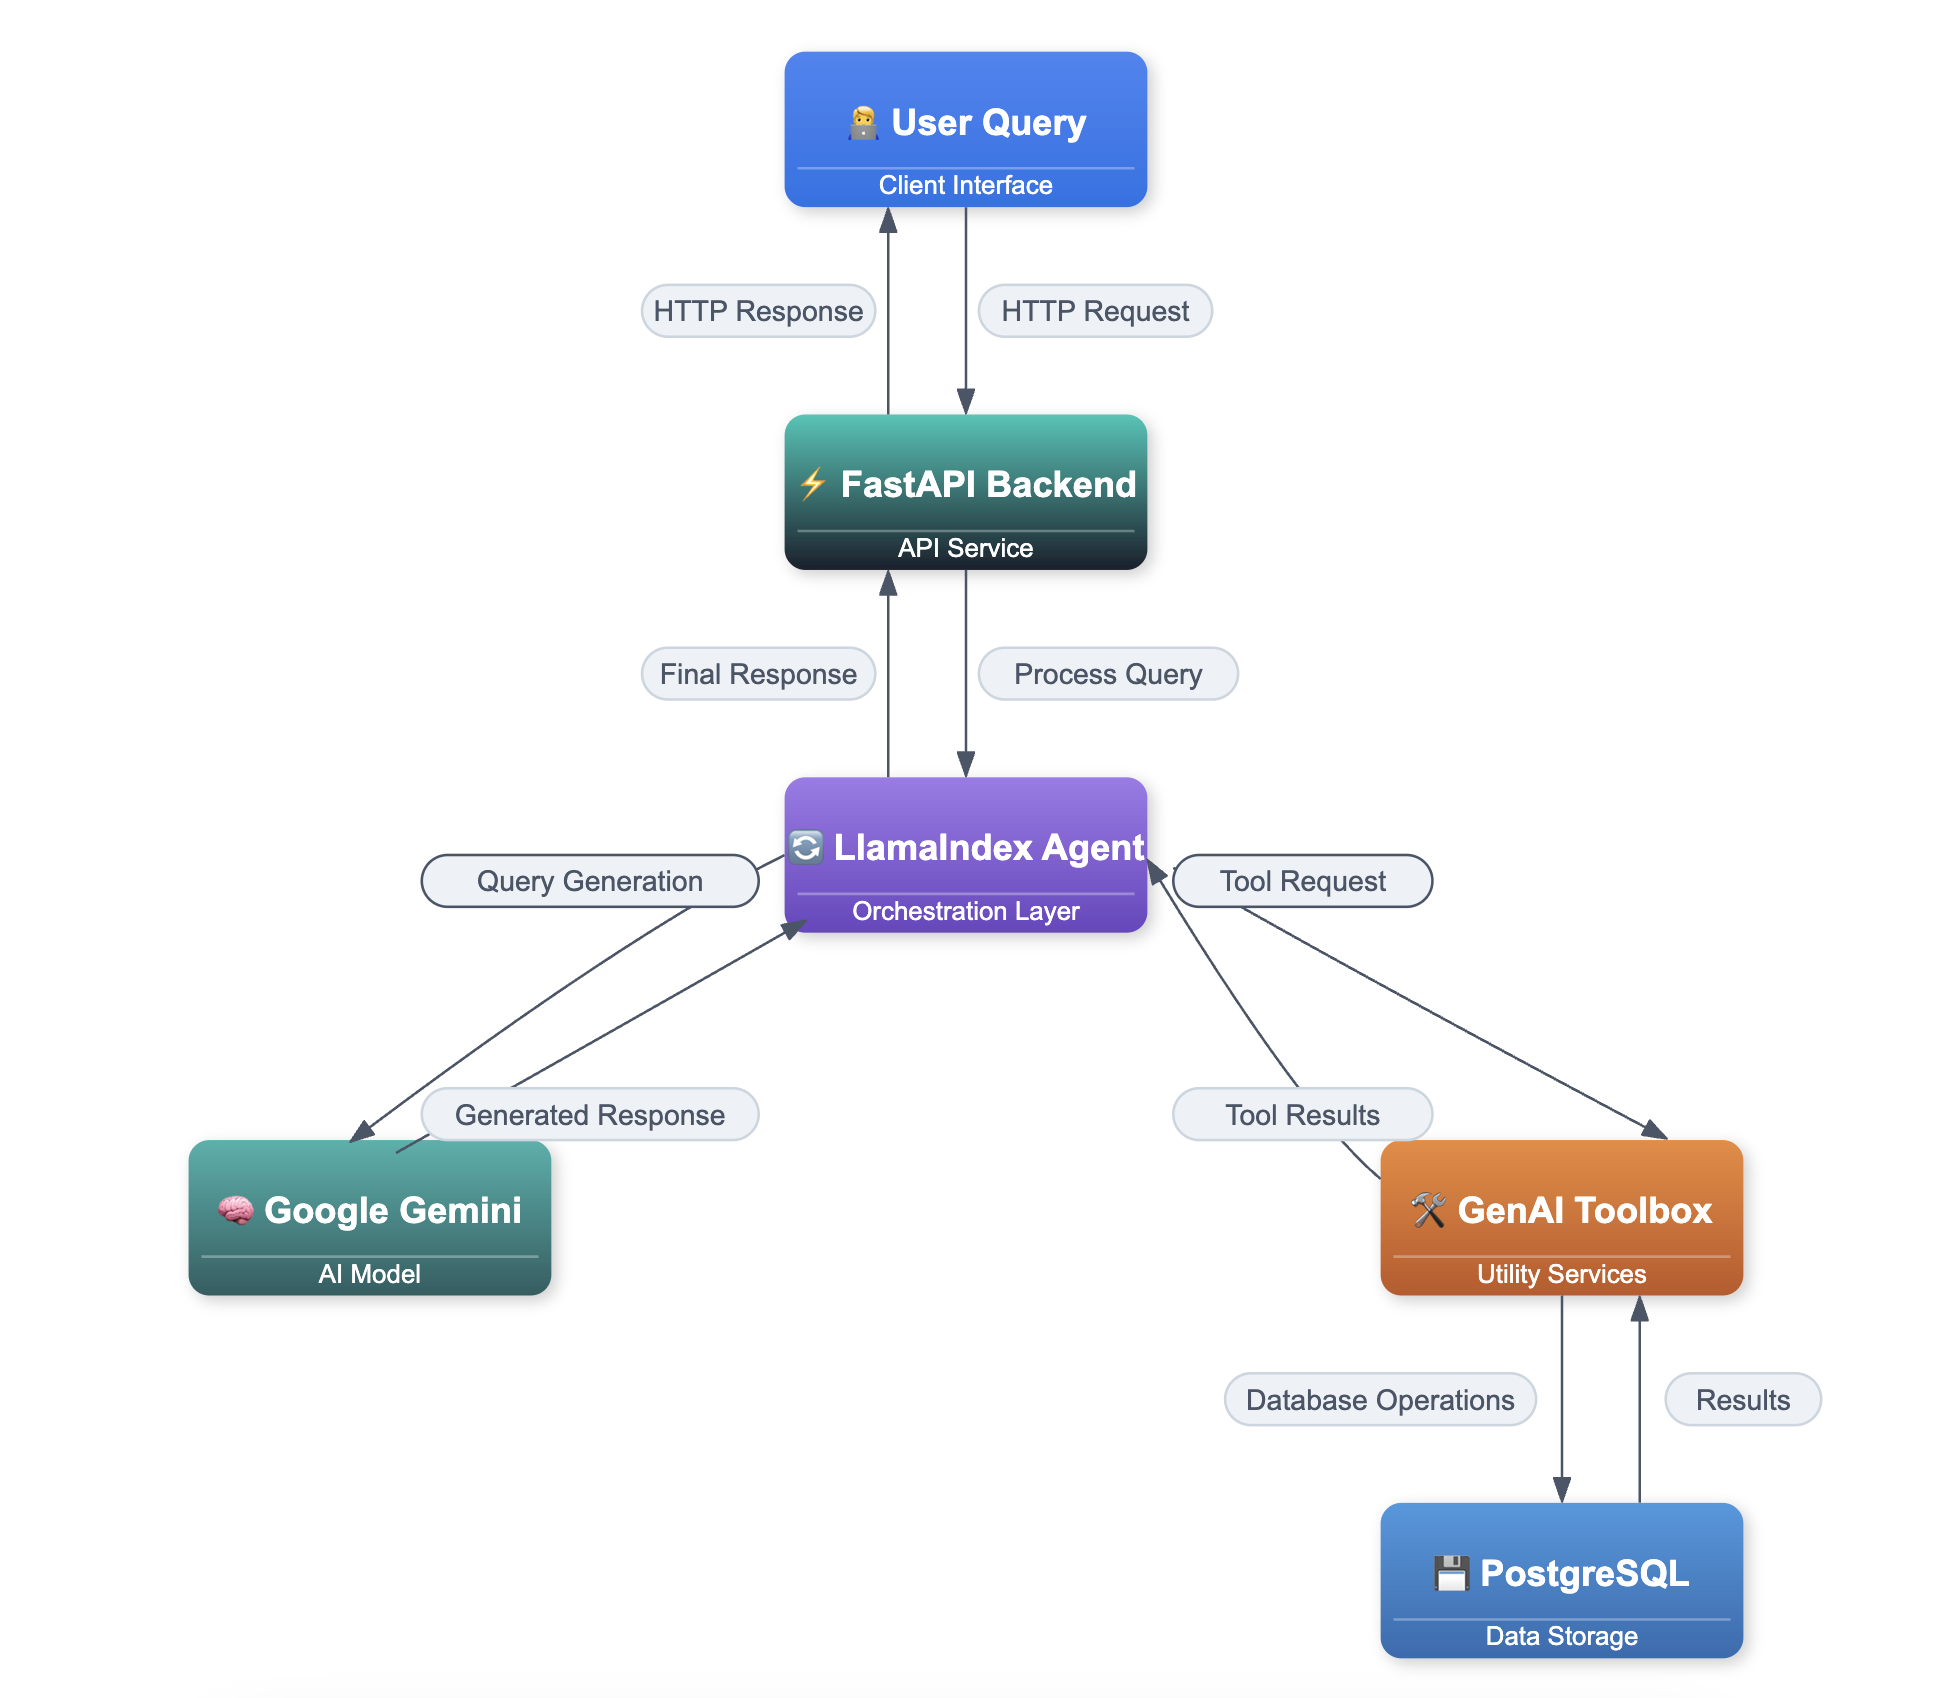 User Query
Client Interface
HTTP Response
HTTP Request
FastAPI Backend
API Service
Final Response
Process Query
LlamaIndex Agent
Orchestration Layer
Query Generation
Tool Request
Generated Response
Tool Results
Google Gemini
AI Model
GenAI Toolbox
Utility Services
Database Operations
Results
PostgreSQL
Data Storage